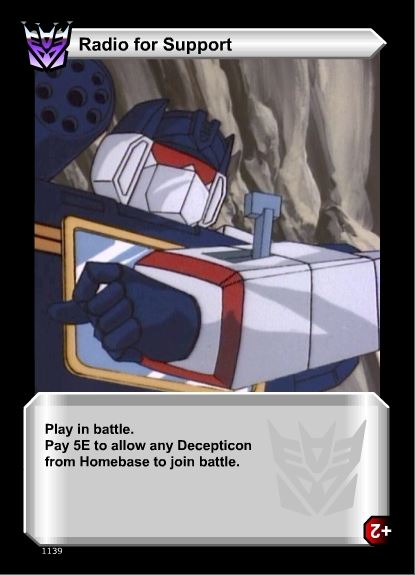 Radio for Support
Play in battle.
Pay 5E to allow any Decepticon
from Homebase to join battle.
+2
1139